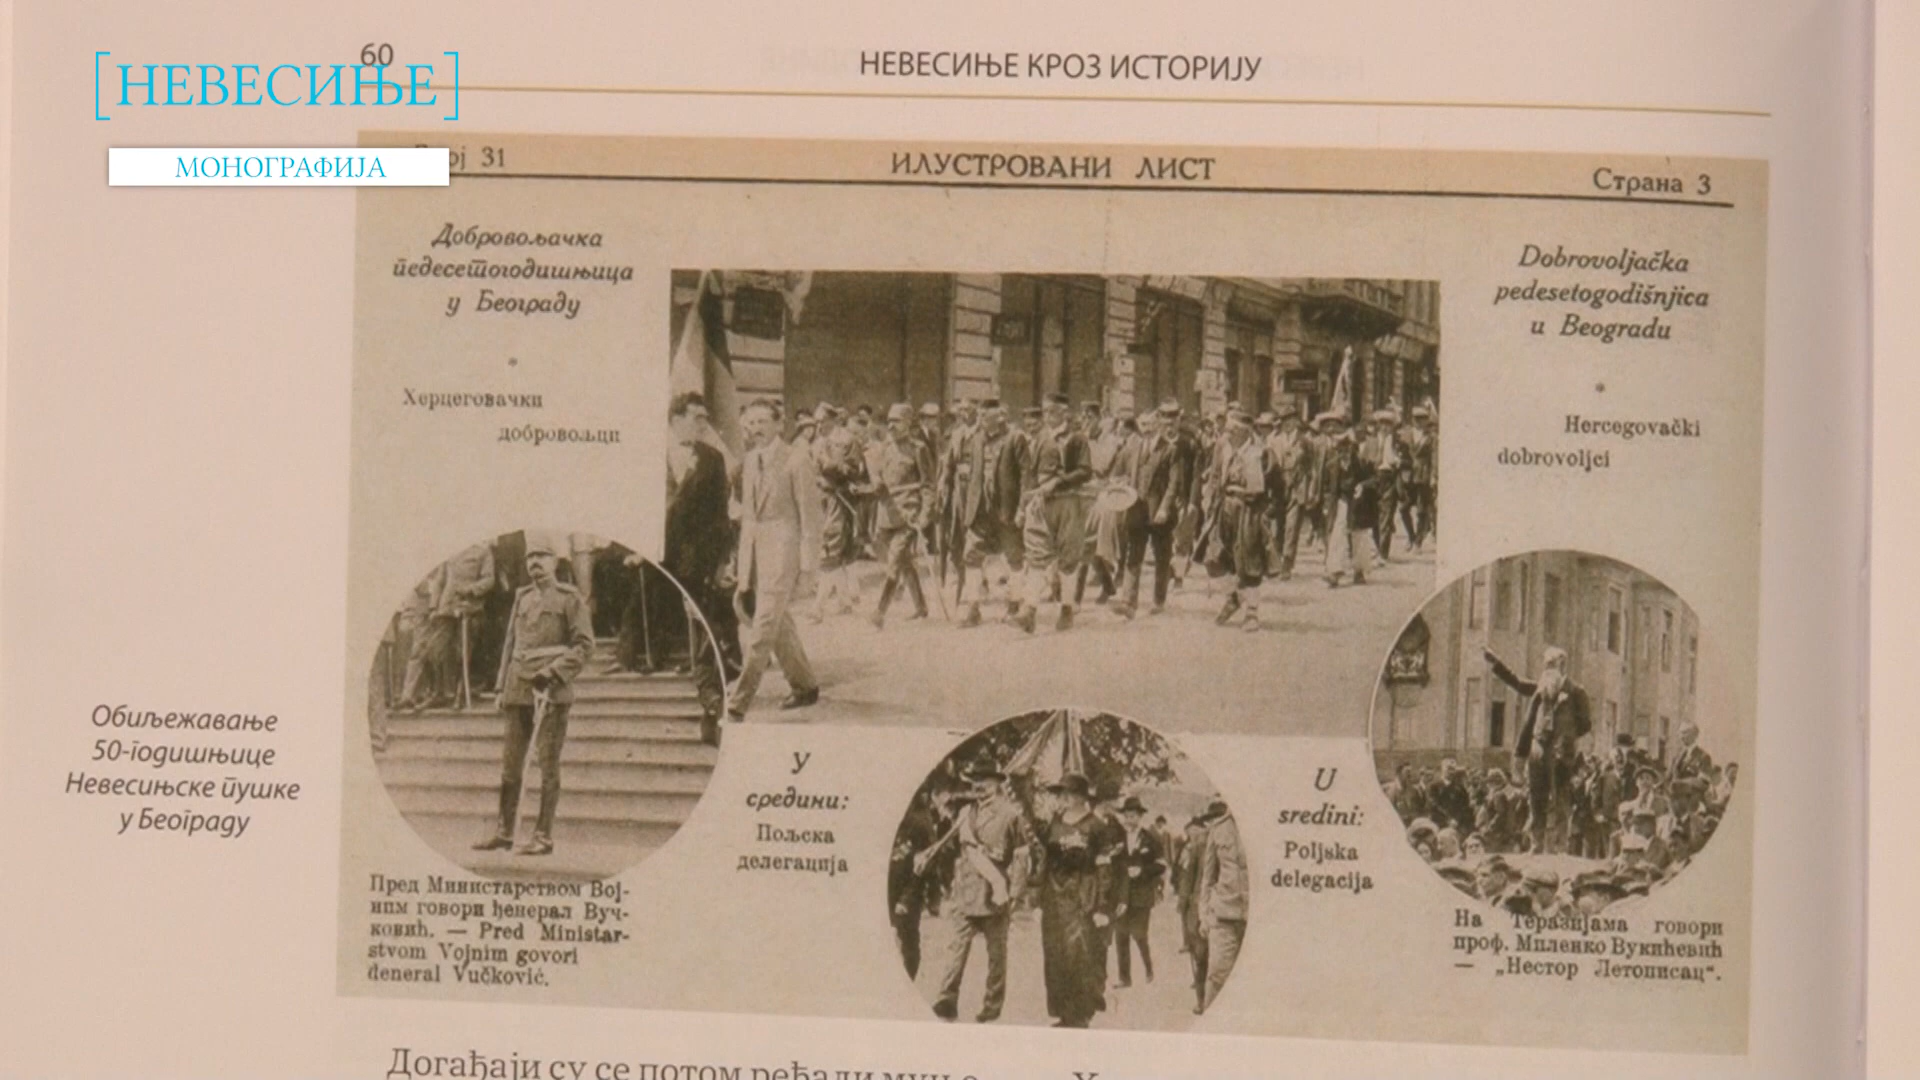 60
НЕВЕСИЊЕ КРОЗ ИСТОРИЈУ
[НЕВЕСИЊЕ]
МОНОГРАФИЈА
31
ИЛУСТРОВАНИ ЛИСТ
Страна 3
Добровољачка
педесетогодишњица
у Београду
*
Херцеговачки
добровољци
Dobrovoljačka
pedesetogodišnjica
u Beogradu
*
Hercegovački
dobrovoljci
Обиљежавање
50-годишњице
Невесињске пушке
у Београду
У
средини:
Пољска
делегација
U
sredini:
Poljska
delegacija
Пред Министарством Вој-
ним говори ђенерал Вуч-
ковић. — Pred Ministar-
stvom Vojnim govori
đeneral Vučković.
На Теразијама говори
проф. Миленко Вукићевић
— „Нестор Летописац“.
Догађаји су се потом ређали